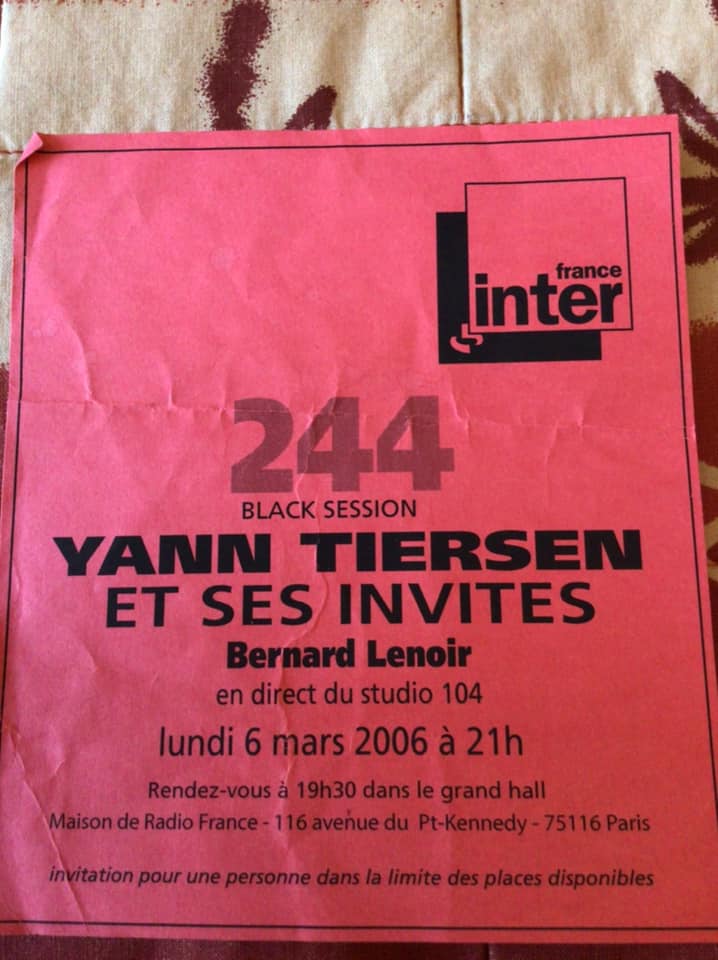 france
inter
244
BLACK SESSION
YANN TIERSEN
ET SES INVITES
Bernard Lenoir
en direct du studio 104
lundi 6 mars 2006 à 21h
Rendez-vous à 19h30 dans le grand hall
Maison de Radio France - 116 avenue du Pt-Kennedy - 75116 Paris
invitation pour une personne dans la limite des places disponibles